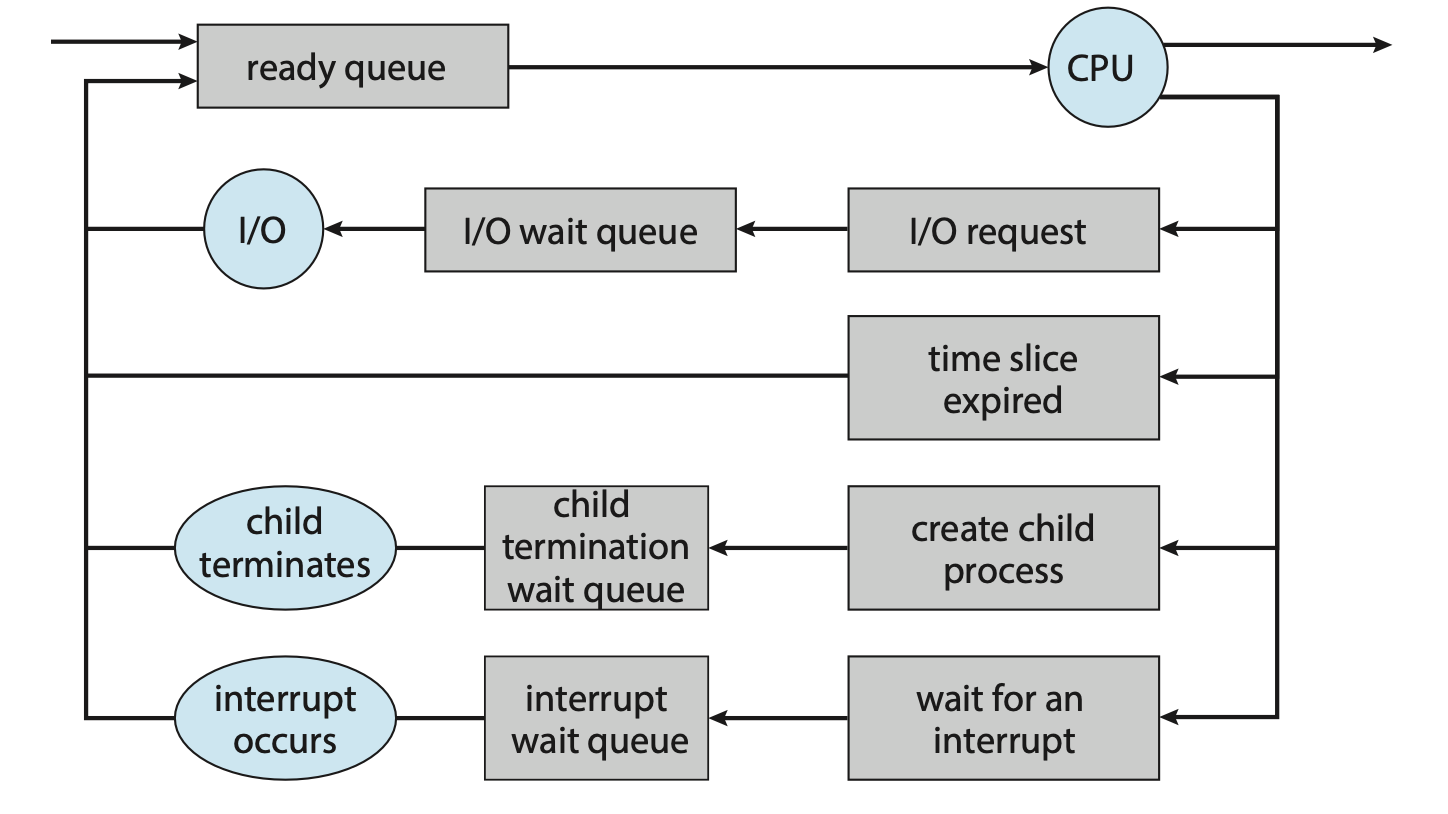 ready queue
CPU
I/O
I/O wait queue
I/O request
time slice
expired
child
terminates
child
termination
wait queue
create child
process
interrupt
occurs
interrupt
wait queue
wait for an
interrupt